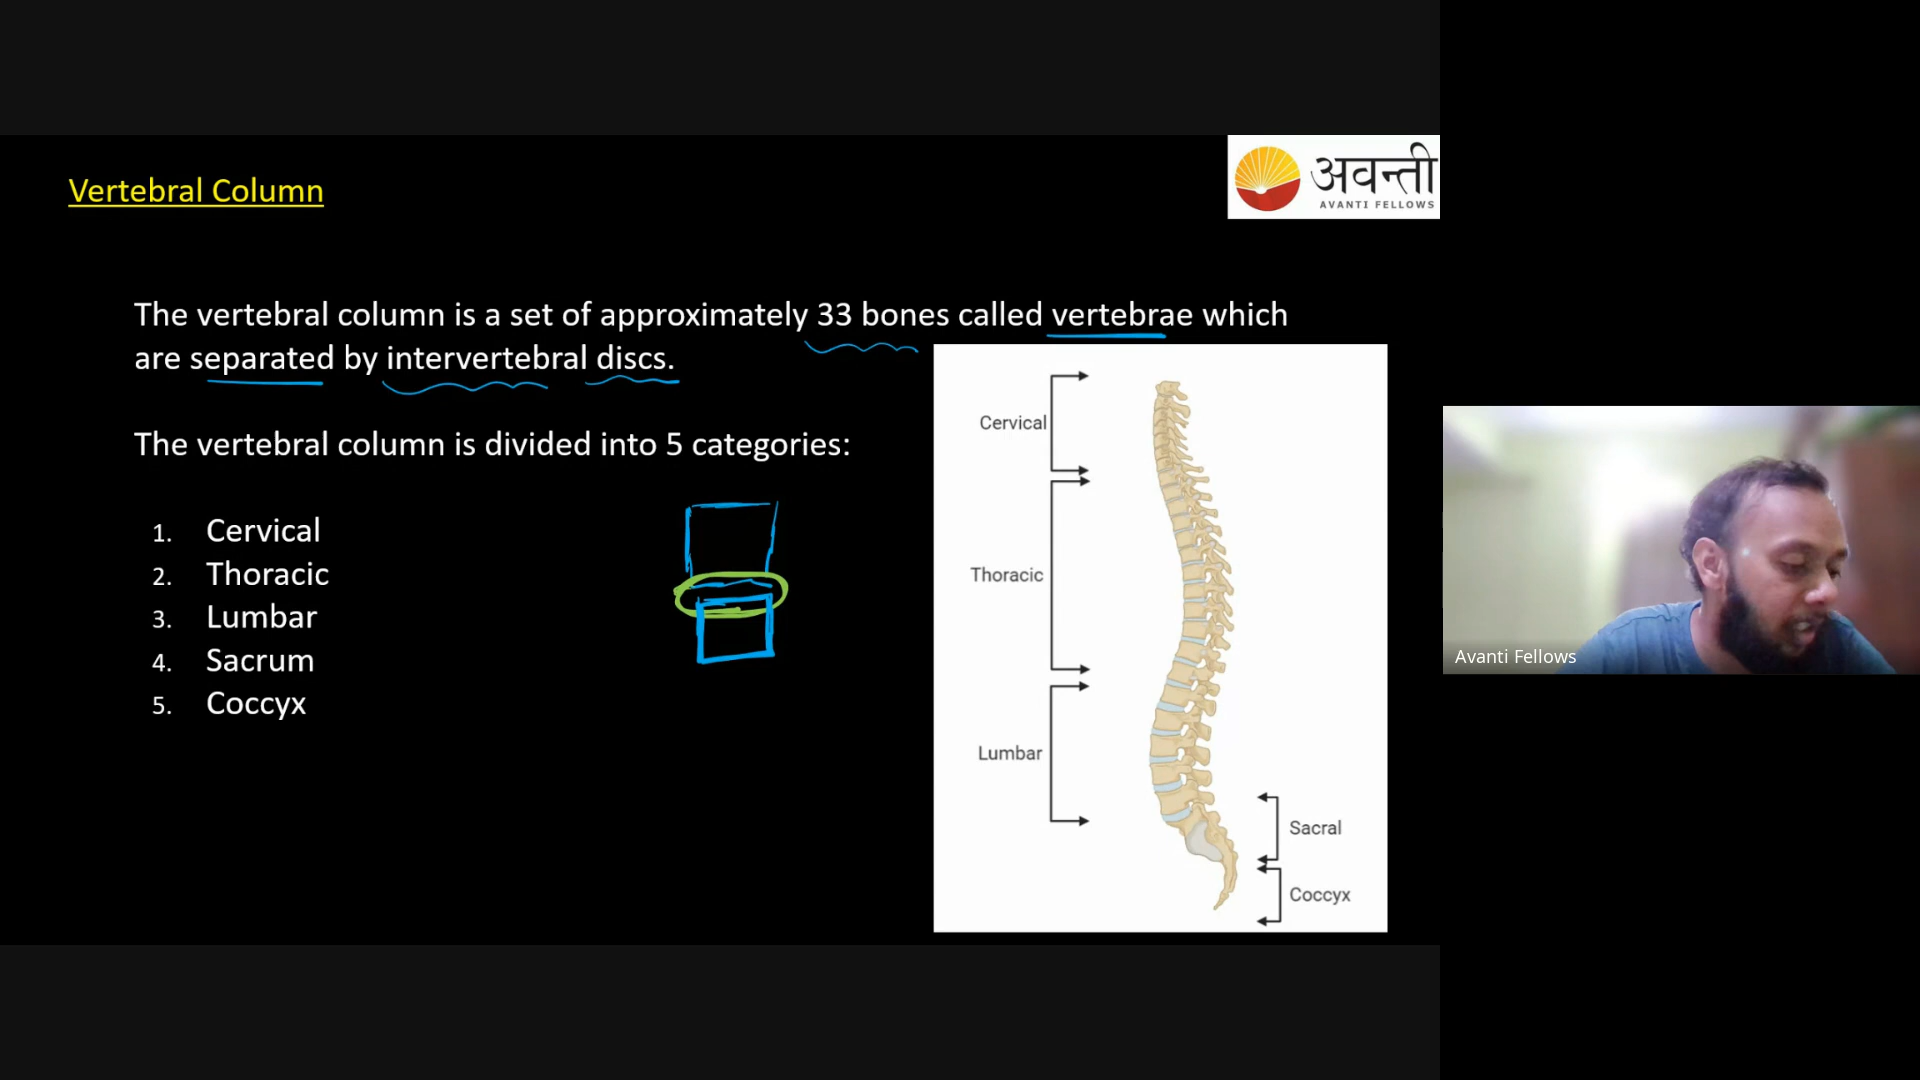 Vertebral Column
अवन्ती
AVANTI FELLOWS
The vertebral column is a set of approximately 33 bones called vertebrae which
are separated by intervertebral discs.
The vertebral column is divided into 5 categories:
1. Cervical
2. Thoracic
3. Lumbar
4. Sacrum
5. Coccyx
Cervical
Thoracic
Lumbar
Sacral
Coccyx
Avanti Fellows